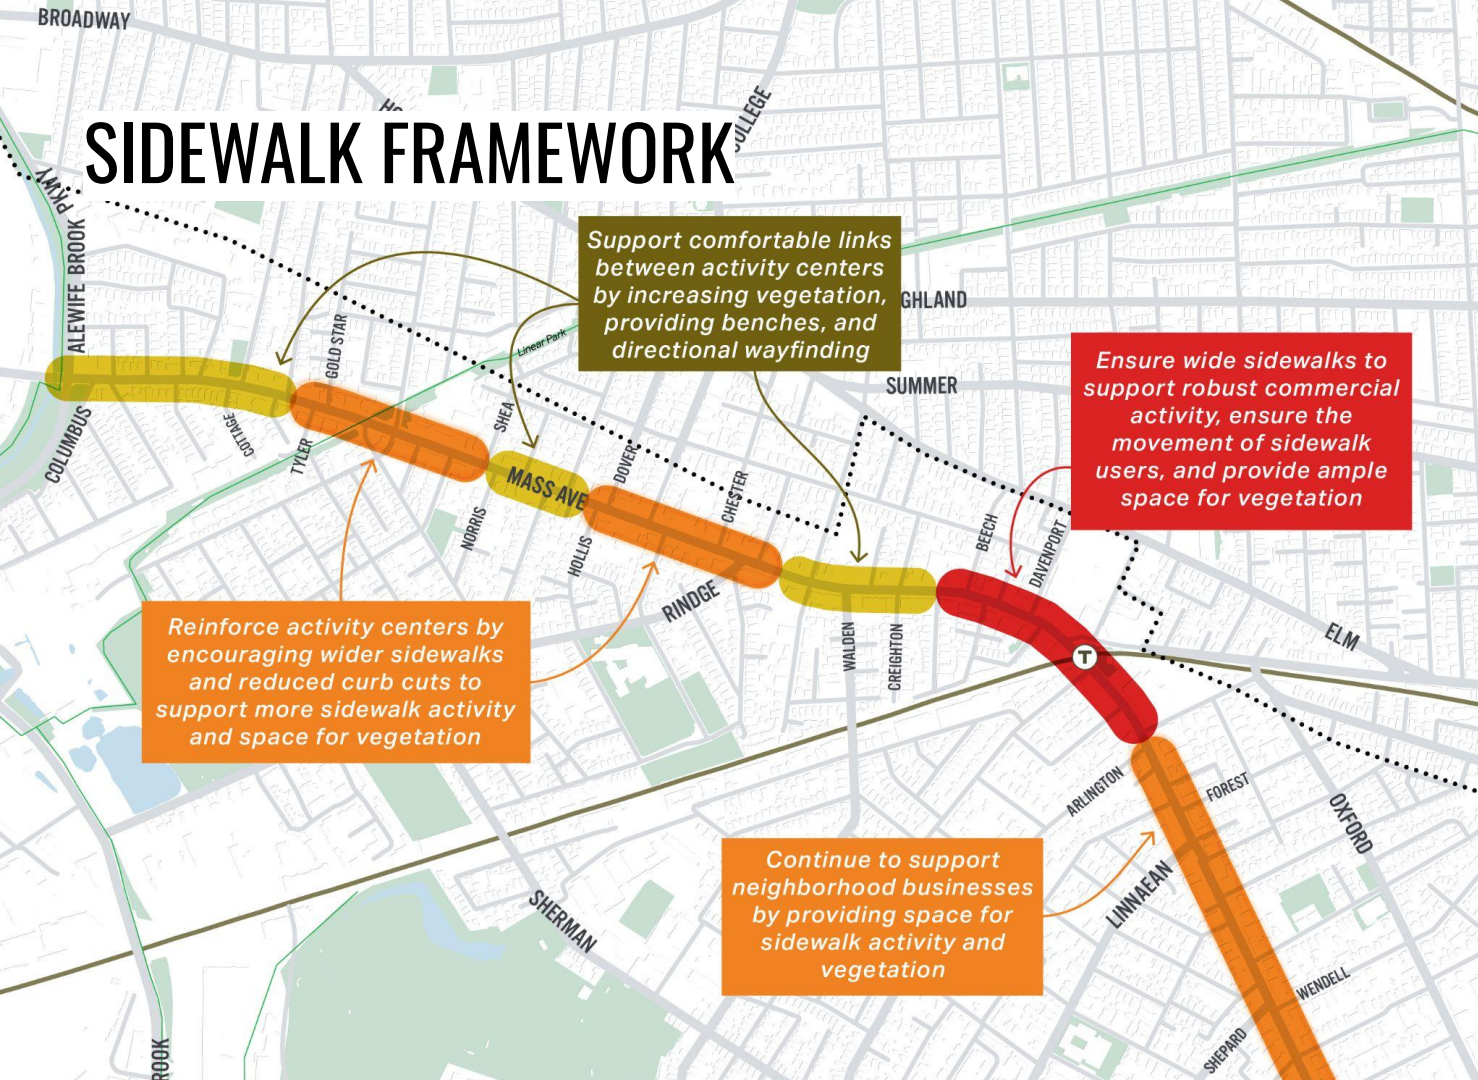 BROADWAY
COLLEGE
SIDEWALK FRAMEWORK
PKWY
ALEWIFE BROOK
Support comfortable links
between activity centers
by increasing vegetation,
providing benches, and
directional wayfinding
GHLAND
GOLD STAR
Linear Park
SUMMER
Ensure wide sidewalks to
support robust commercial
activity, ensure the
movement of sidewalk
users, and provide ample
space for vegetation
COLUMBUS
COTTAGE
TYLER
SHEA
MASS AVE
DOVER
CHESTER
NORRIS
HOLLIS
RINDGE
BEECH
DAVENPORT
WALDEN
CREIGHTON
ELM
T
Reinforce activity centers by
encouraging wider sidewalks
and reduced curb cuts to
support more sidewalk activity
and space for vegetation
ARLINGTON
FOREST
OXFORD
Continue to support
neighborhood businesses
by providing space for
sidewalk activity and
vegetation
LINNAEAN
SHERMAN
WENDELL
SHEPARD
ROOK